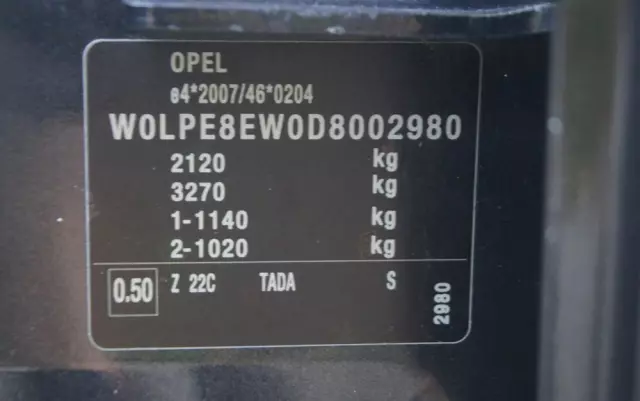 OPEL
e4*2007/46*0204
W0LPE8EW0D8002980
2120 kg
3270 kg
1-1140 kg
2-1020 kg
0.50 Z 22C TADA S
2980